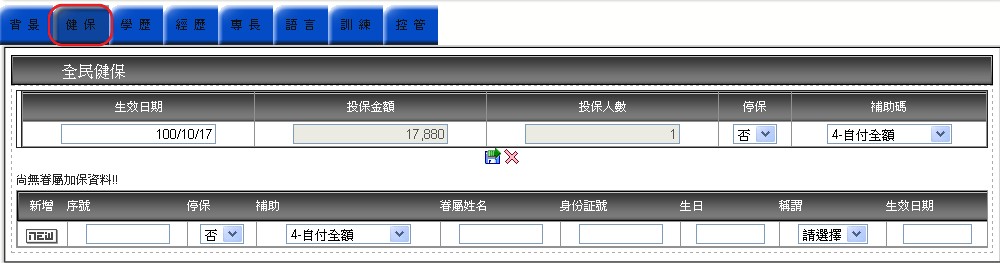 背景 健保 學歷 經歷 專長 語言 訓練 控管
全民健保
生效日期 投保金額 投保人數 停保 補助碼
100/10/17 17,880 1 否 4-自付全額
尚無眷屬加保資料!!
新增 序號 停保 補助 眷屬姓名 身份証號 生日 稱謂 生效日期
NEW 否 4-自付全額 請選擇